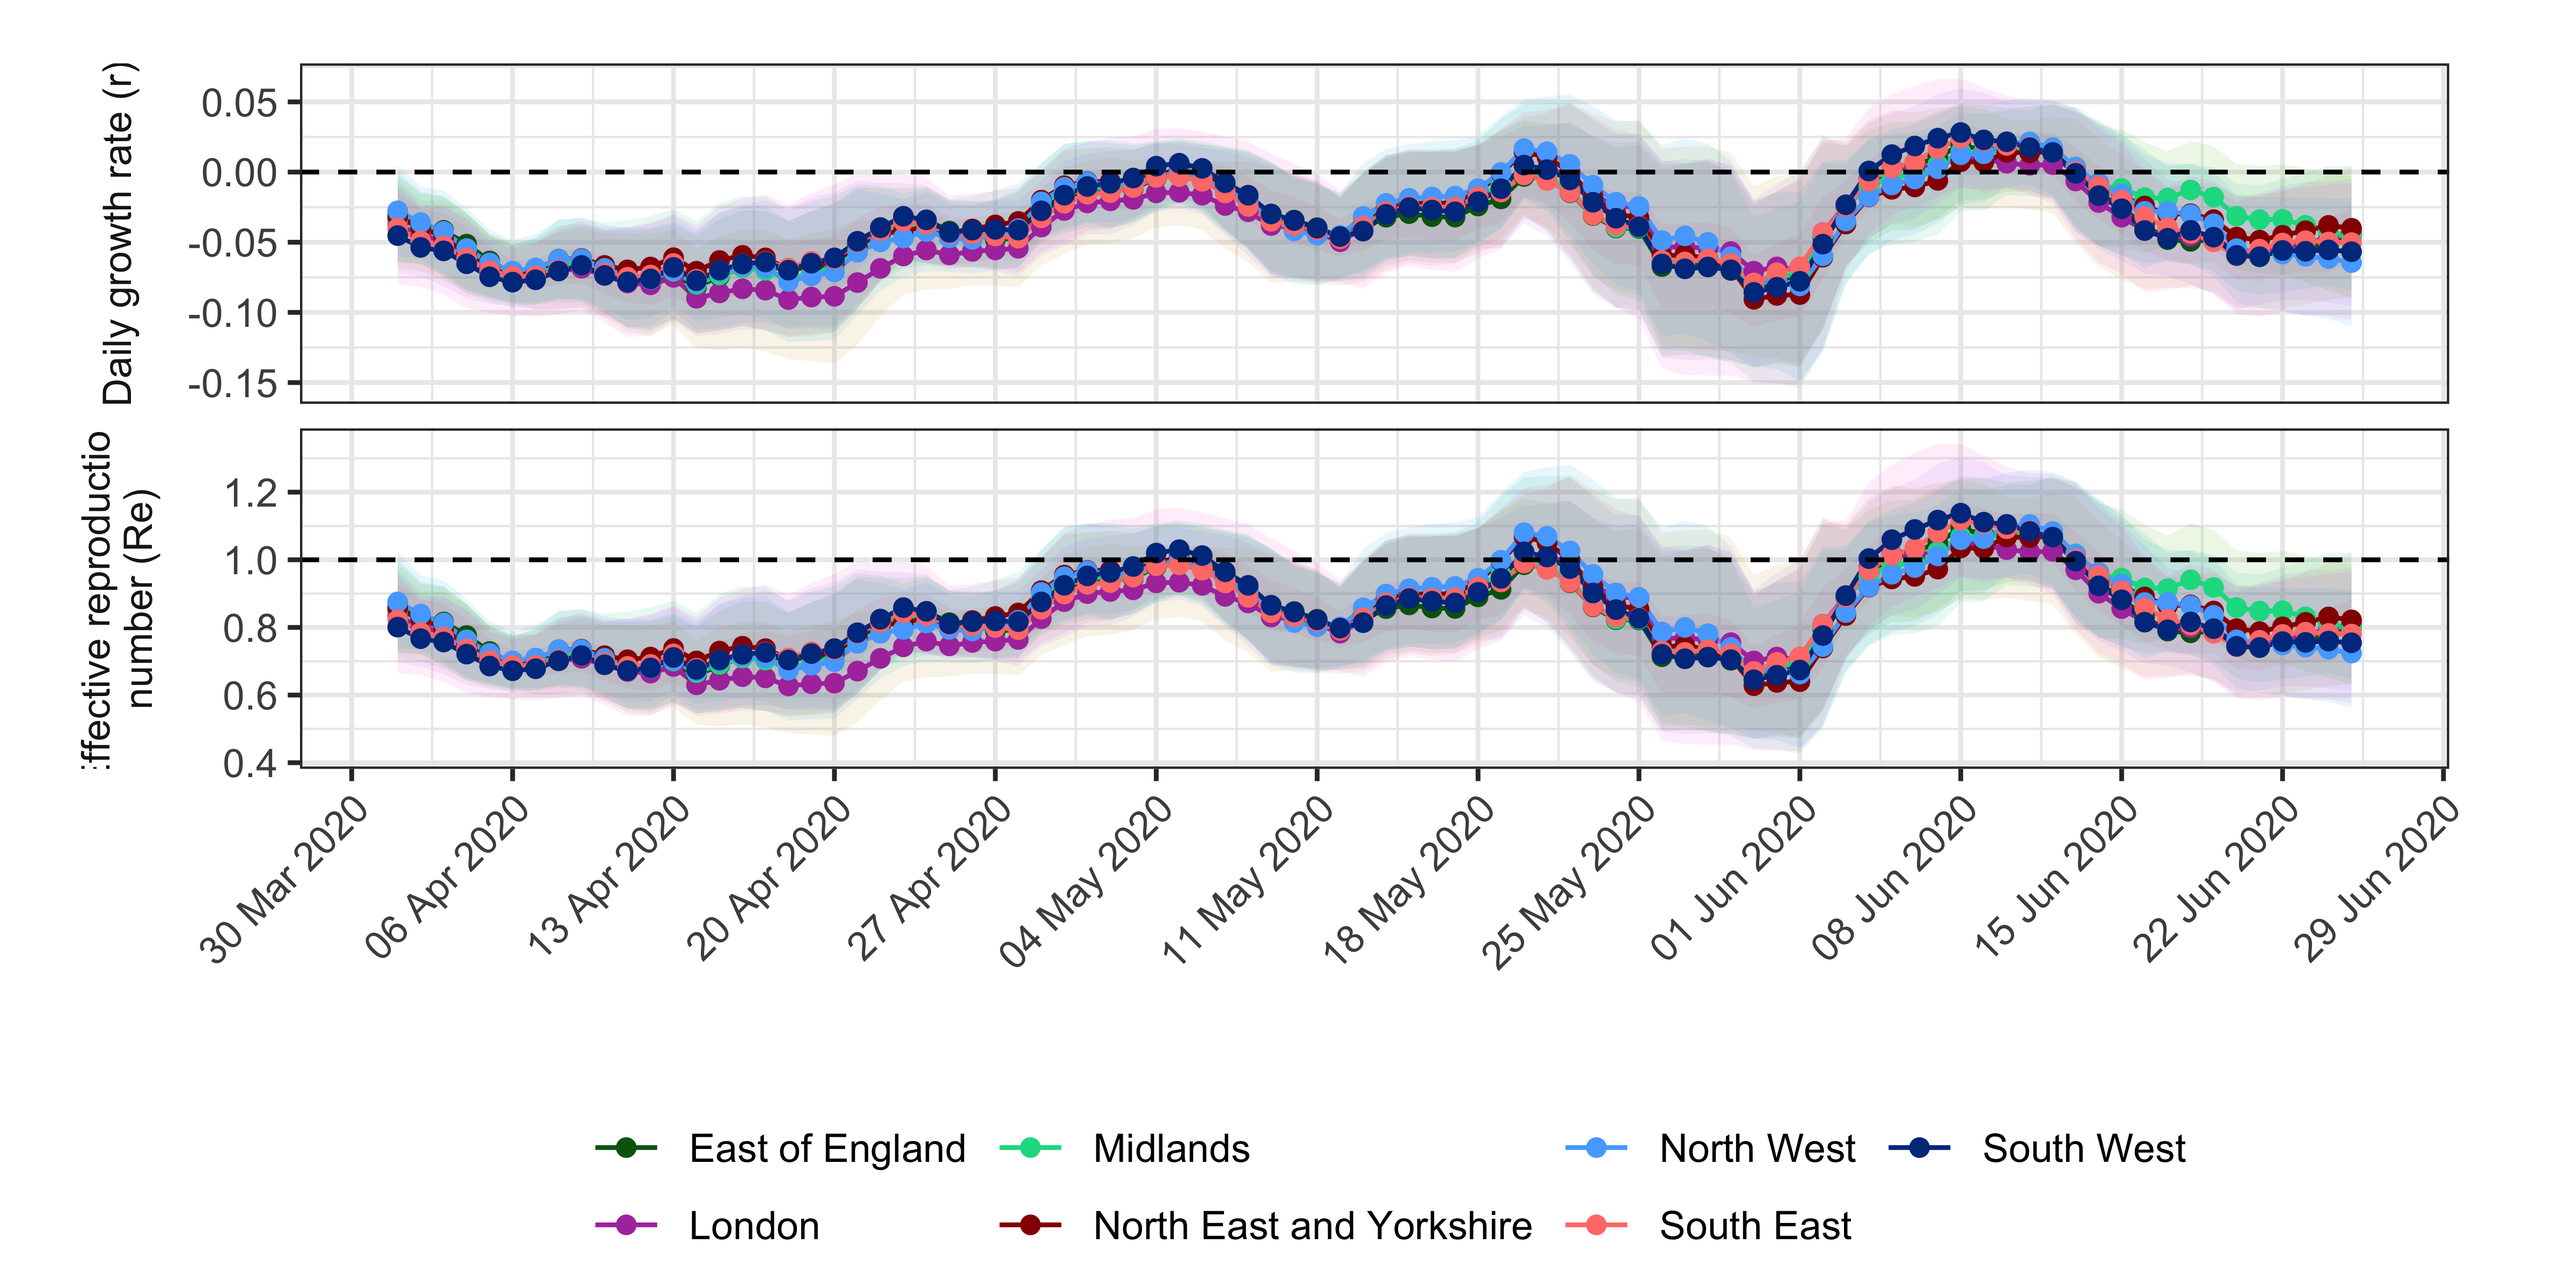 Daily growth rate (r)
0.05
0.00
-0.05
-0.10
-0.15
ffective reproductio
number (Re)
1.2
1.0
0.8
0.6
0.4
30 Mar 2020
06 Apr 2020
13 Apr 2020
20 Apr 2020
27 Apr 2020
04 May 2020
11 May 2020
18 May 2020
25 May 2020
01 Jun 2020
08 Jun 2020
15 Jun 2020
22 Jun 2020
29 Jun 2020
East of England
Midlands
North West
South West
London
North East and Yorkshire
South East